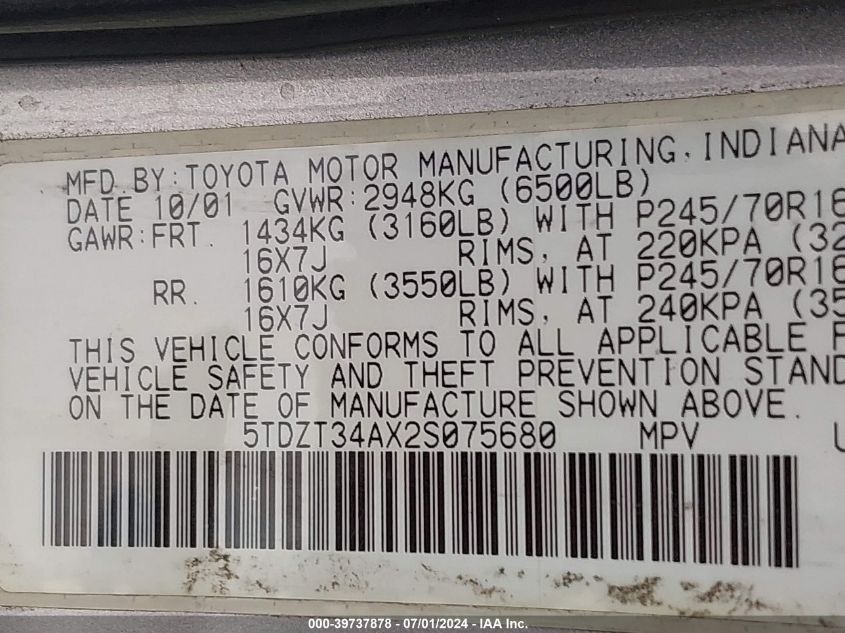 MFD. BY: TOYOTA MOTOR MANUFACTURING, INDIANA
DATE 10/01 GVWR: 2948KG (6500LB)
GAWR: FRT. 1434KG (3160LB) WITH P245/70R16
16X7J RIMS, AT 220KPA (32
RR. 1610KG (3550LB) WITH P245/70R16
16X7J RIMS, AT 240KPA (35
THIS VEHICLE CONFORMS TO ALL APPLICABLE F
VEHICLE SAFETY AND THEFT PREVENTION STAND
ON THE DATE OF MANUFACTURE SHOWN ABOVE.
5TDZT34AX2S075680 MPV U
000-39737878 - 07/01/2024 - IAA Inc.